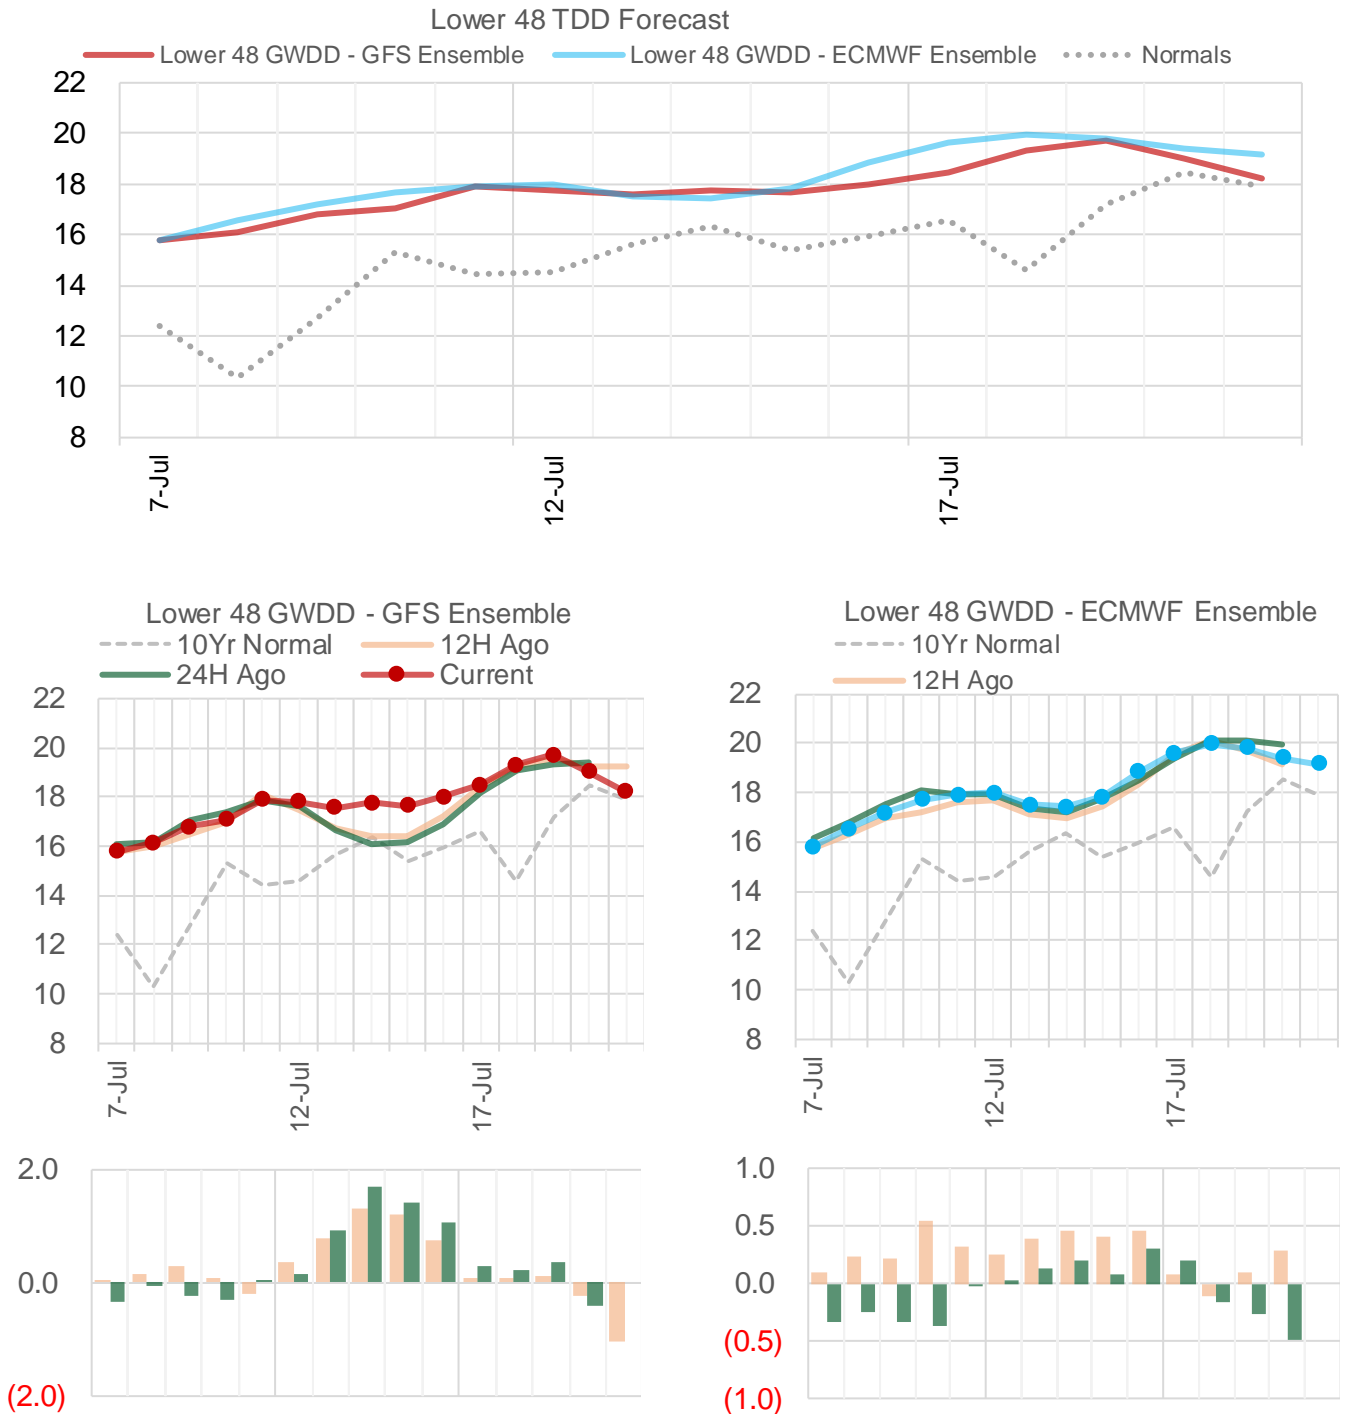 Lower 48 TDD Forecast
Lower 48 GWDD - GFS Ensemble Lower 48 GWDD - ECMWF Ensemble Normals
22
20
18
16
14
12
10
8
7-Jul 12-Jul 17-Jul
Lower 48 GWDD - GFS Ensemble
10Yr Normal 12H Ago
24H Ago Current
22
20
18
16
14
12
10
8
7-Jul 12-Jul 17-Jul
2.0
0.0
(2.0)
Lower 48 GWDD - ECMWF Ensemble
10Yr Normal
12H Ago
22
20
18
16
14
12
10
8
7-Jul 12-Jul 17-Jul
1.0
0.5
0.0
(0.5)
(1.0)